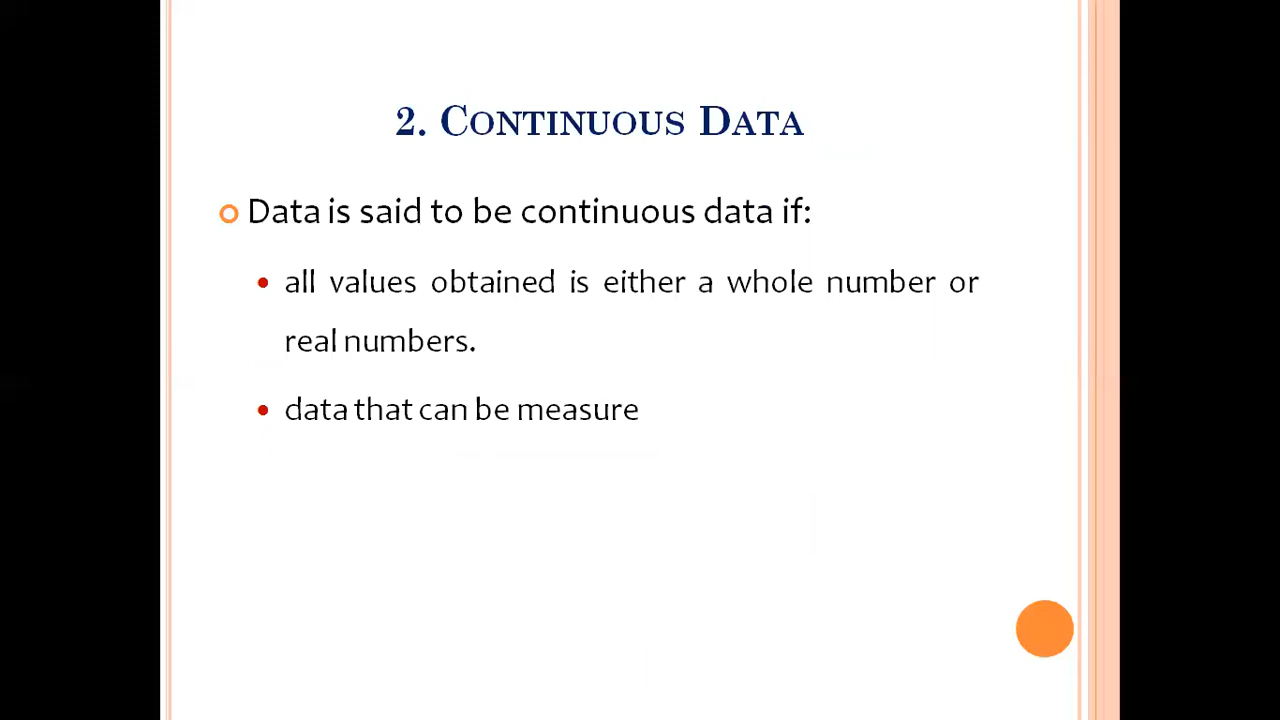 2. Continuous Data
Data is said to be continuous data if:
all values obtained is either a whole number or
real numbers.
data that can be measure